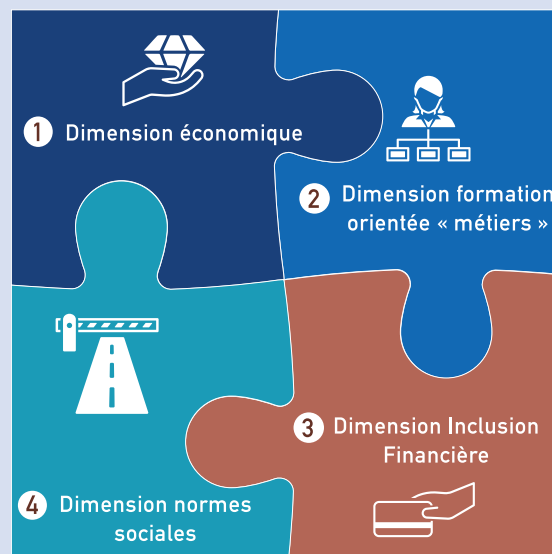 1 Dimension économique
2 Dimension formation
orientée « métiers »
3 Dimension Inclusion
Financière
4 Dimension normes
sociales